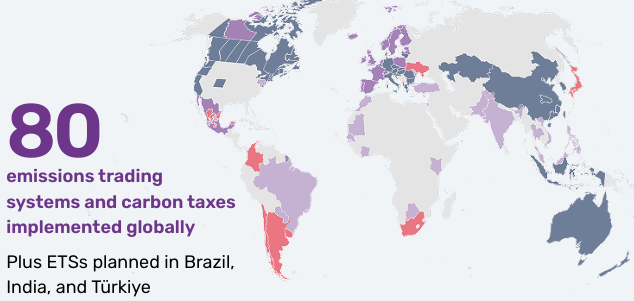 80
emissions trading
systems and carbon taxes
implemented globally
Plus ETSs planned in Brazil,
India, and Türkiye